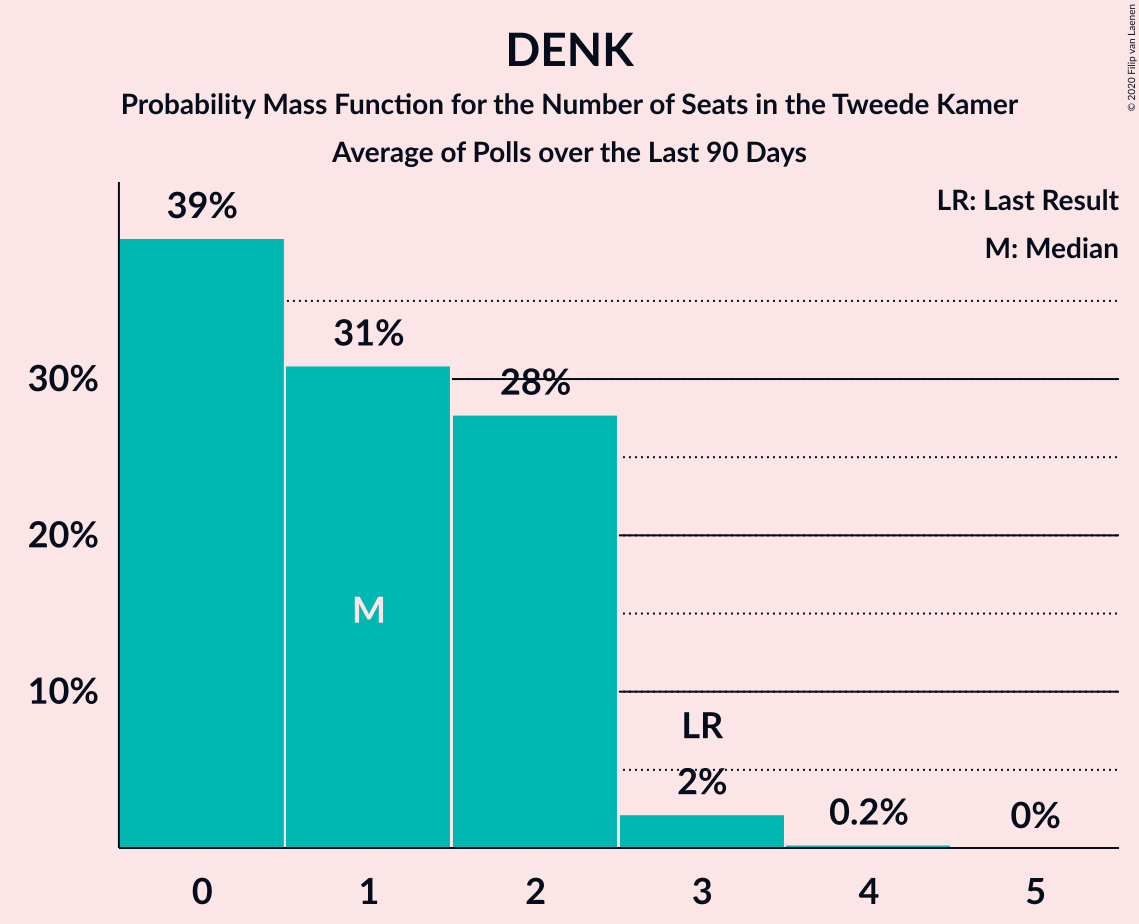 DENK
Probability Mass Function for the Number of Seats in the Tweede Kamer
Average of Polls over the Last 90 Days
© 2020 Filip van Laenen
LR: Last Result
M: Median
39%
31%
28%
30%
20%
M
10%
LR
2%
0.2%
0%
0 1 2 3 4 5